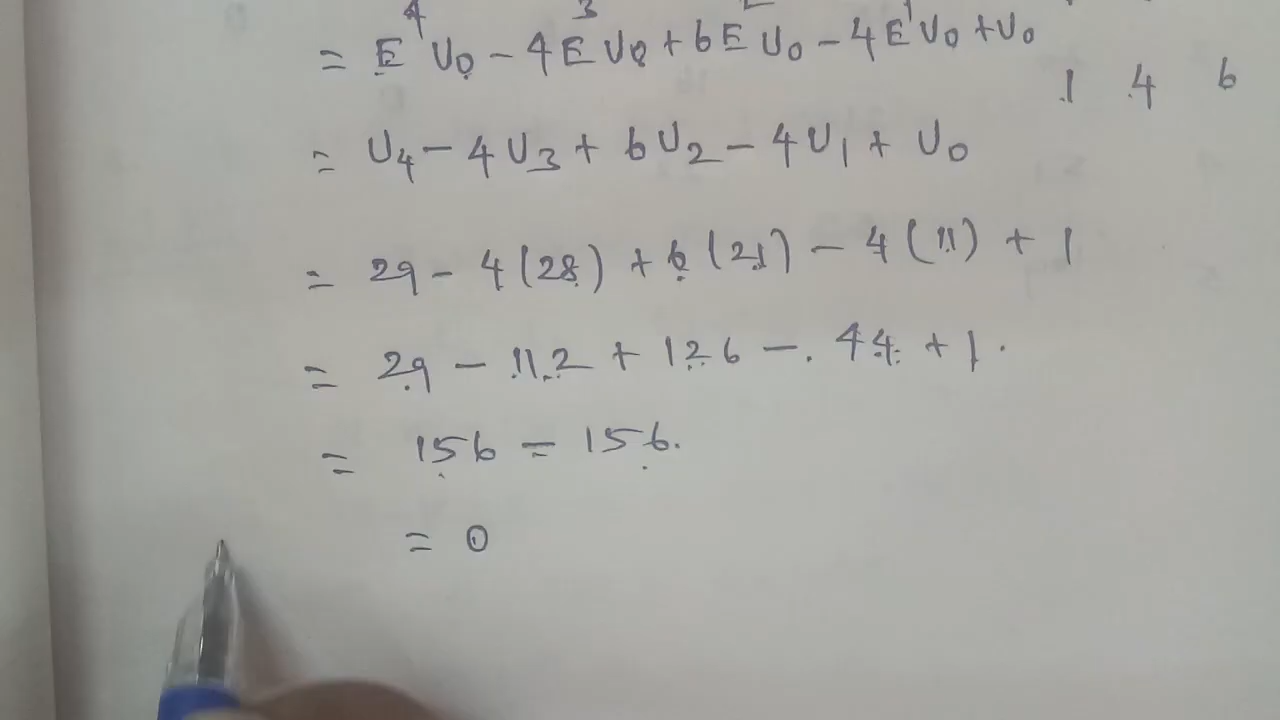 = E⁴U₀ - 4E³U₀ + 6E²U₀ - 4E¹U₀ + U₀
1 4 6
= U₄ - 4U₃ + 6U₂ - 4U₁ + U₀
= 29 - 4(28) + 6(21) - 4(11) + 1
= 29 - 112 + 126 - 44 + 1.
= 156 - 156.
= 0